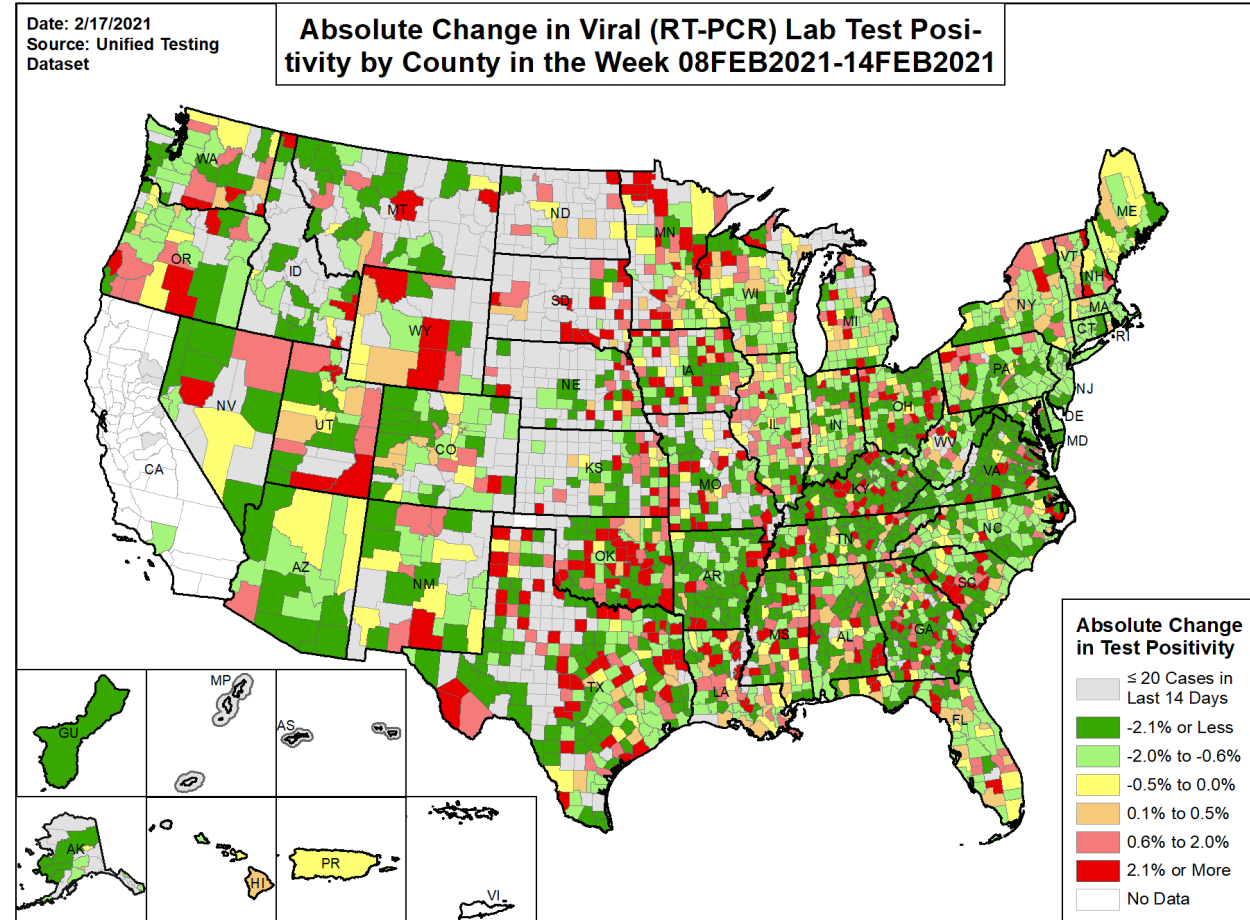 Date: 2/17/2021
Source: Unified Testing
Dataset
Absolute Change in Viral (RT-PCR) Lab Test Posi-
tivity by County in the Week 08FEB2021-14FEB2021
WA
MT
ND
MN
ME
OR
ID
SD
WI
VT
NH
NY
MA
CT
RI
WY
MI
IA
NE
PA
NJ
NV
UT
CO
IL
IN
OH
DE
MD
WV
VA
CA
KS
MO
KY
NC
TN
AZ
NM
OK
AR
SC
MS
AL
GA
TX
LA
FL
GU
MP
AS
AK
HI
PR
VI
Absolute Change
in Test Positivity
≤ 20 Cases in
Last 14 Days
-2.1% or Less
-2.0% to -0.6%
-0.5% to 0.0%
0.1% to 0.5%
0.6% to 2.0%
2.1% or More
No Data